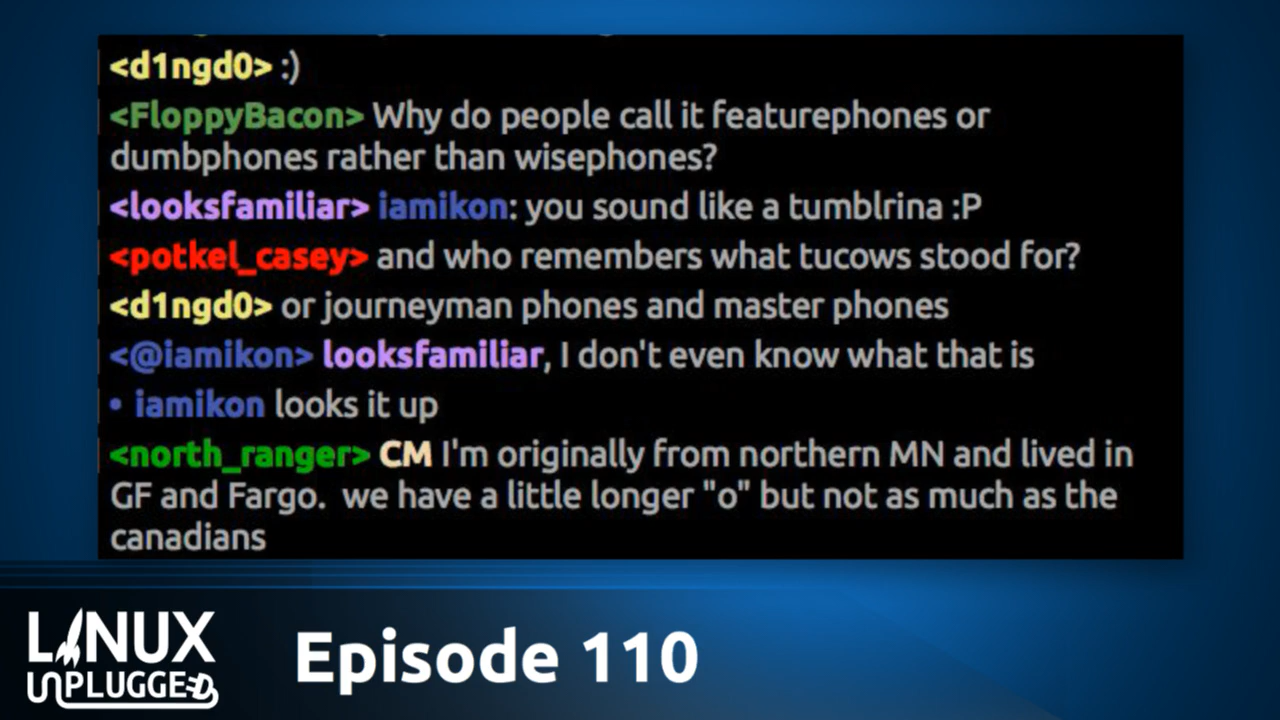 <d1ngd0> :)
<FloppyBacon> Why do people call it featurephones or
dumbphones rather than wisephones?
<looksfamiliar> iamikon: you sound like a tumblrina :P
<potkel_casey> and who remembers what tucows stood for?
<d1ngd0> or journeyman phones and master phones
<@iamikon> looksfamiliar, I don't even know what that is
• iamikon looks it up
<north_ranger> CM I'm originally from northern MN and lived in
GF and Fargo.  we have a little longer "o" but not as much as the
canadians
LINUX
UNPLUGGED
Episode 110